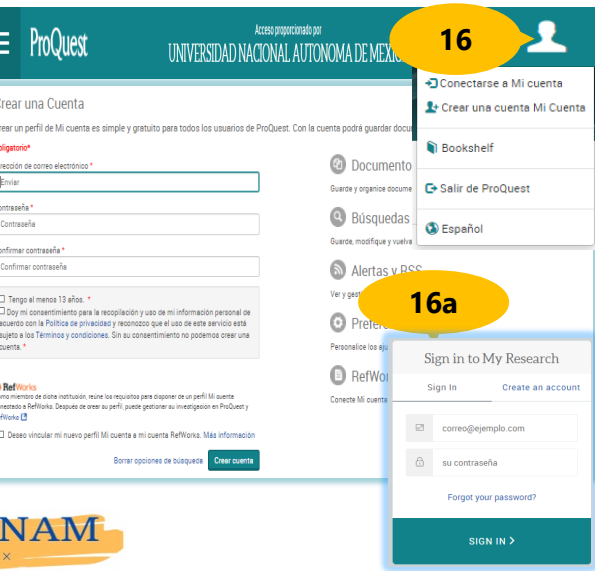 ProQuest
Acceso proporcionado por
UNIVERSIDAD NACIONAL AUTONOMA DE MEXIC
16
Conectarse a Mi cuenta
Crear una cuenta Mi Cuenta
Bookshelf
Salir de ProQuest
Español
Crear una Cuenta
rear un perfil de Mi cuenta es simple y gratuito para todos los usuarios de ProQuest. Con la cuenta podrá guardar docu
bligatorio*
irección de correo electrónico *
Enviar
ontraseña *
Contraseña
onfirmar contraseña *
Confirmar contraseña
Tengo al menos 13 años. *
Doy mi consentimiento para la recopilación y uso de mi información personal de
acuerdo con la Política de privacidad y reconozco que el uso de este servicio está
sujeto a los Términos y condiciones. Sin su consentimiento no podemos crear una
cuenta. *
RefWorks
omo miembro de dicha institución, reúne los requisitos para disponer de un perfil Mi cuenta
onectado a RefWorks. Después de crear su perfil, puede gestionar su investigación en ProQuest y
efWorks
Deseo vincular mi nuevo perfil Mi cuenta a mi cuenta RefWorks. Más información
Borrar opciones de búsqueda
Crear cuenta
Documento
Guarde y organice docume
Búsquedas
Guarde, modifique y vuelva
Alertas y RSS
Ver y gest
Prefer
Personalice los aju
RefWor
Conecte Mi cuenta
16a
Sign in to My Research
Sign In
Create an account
correo@ejemplo.com
su contraseña
Forgot your password?
SIGN IN >
NAM
×